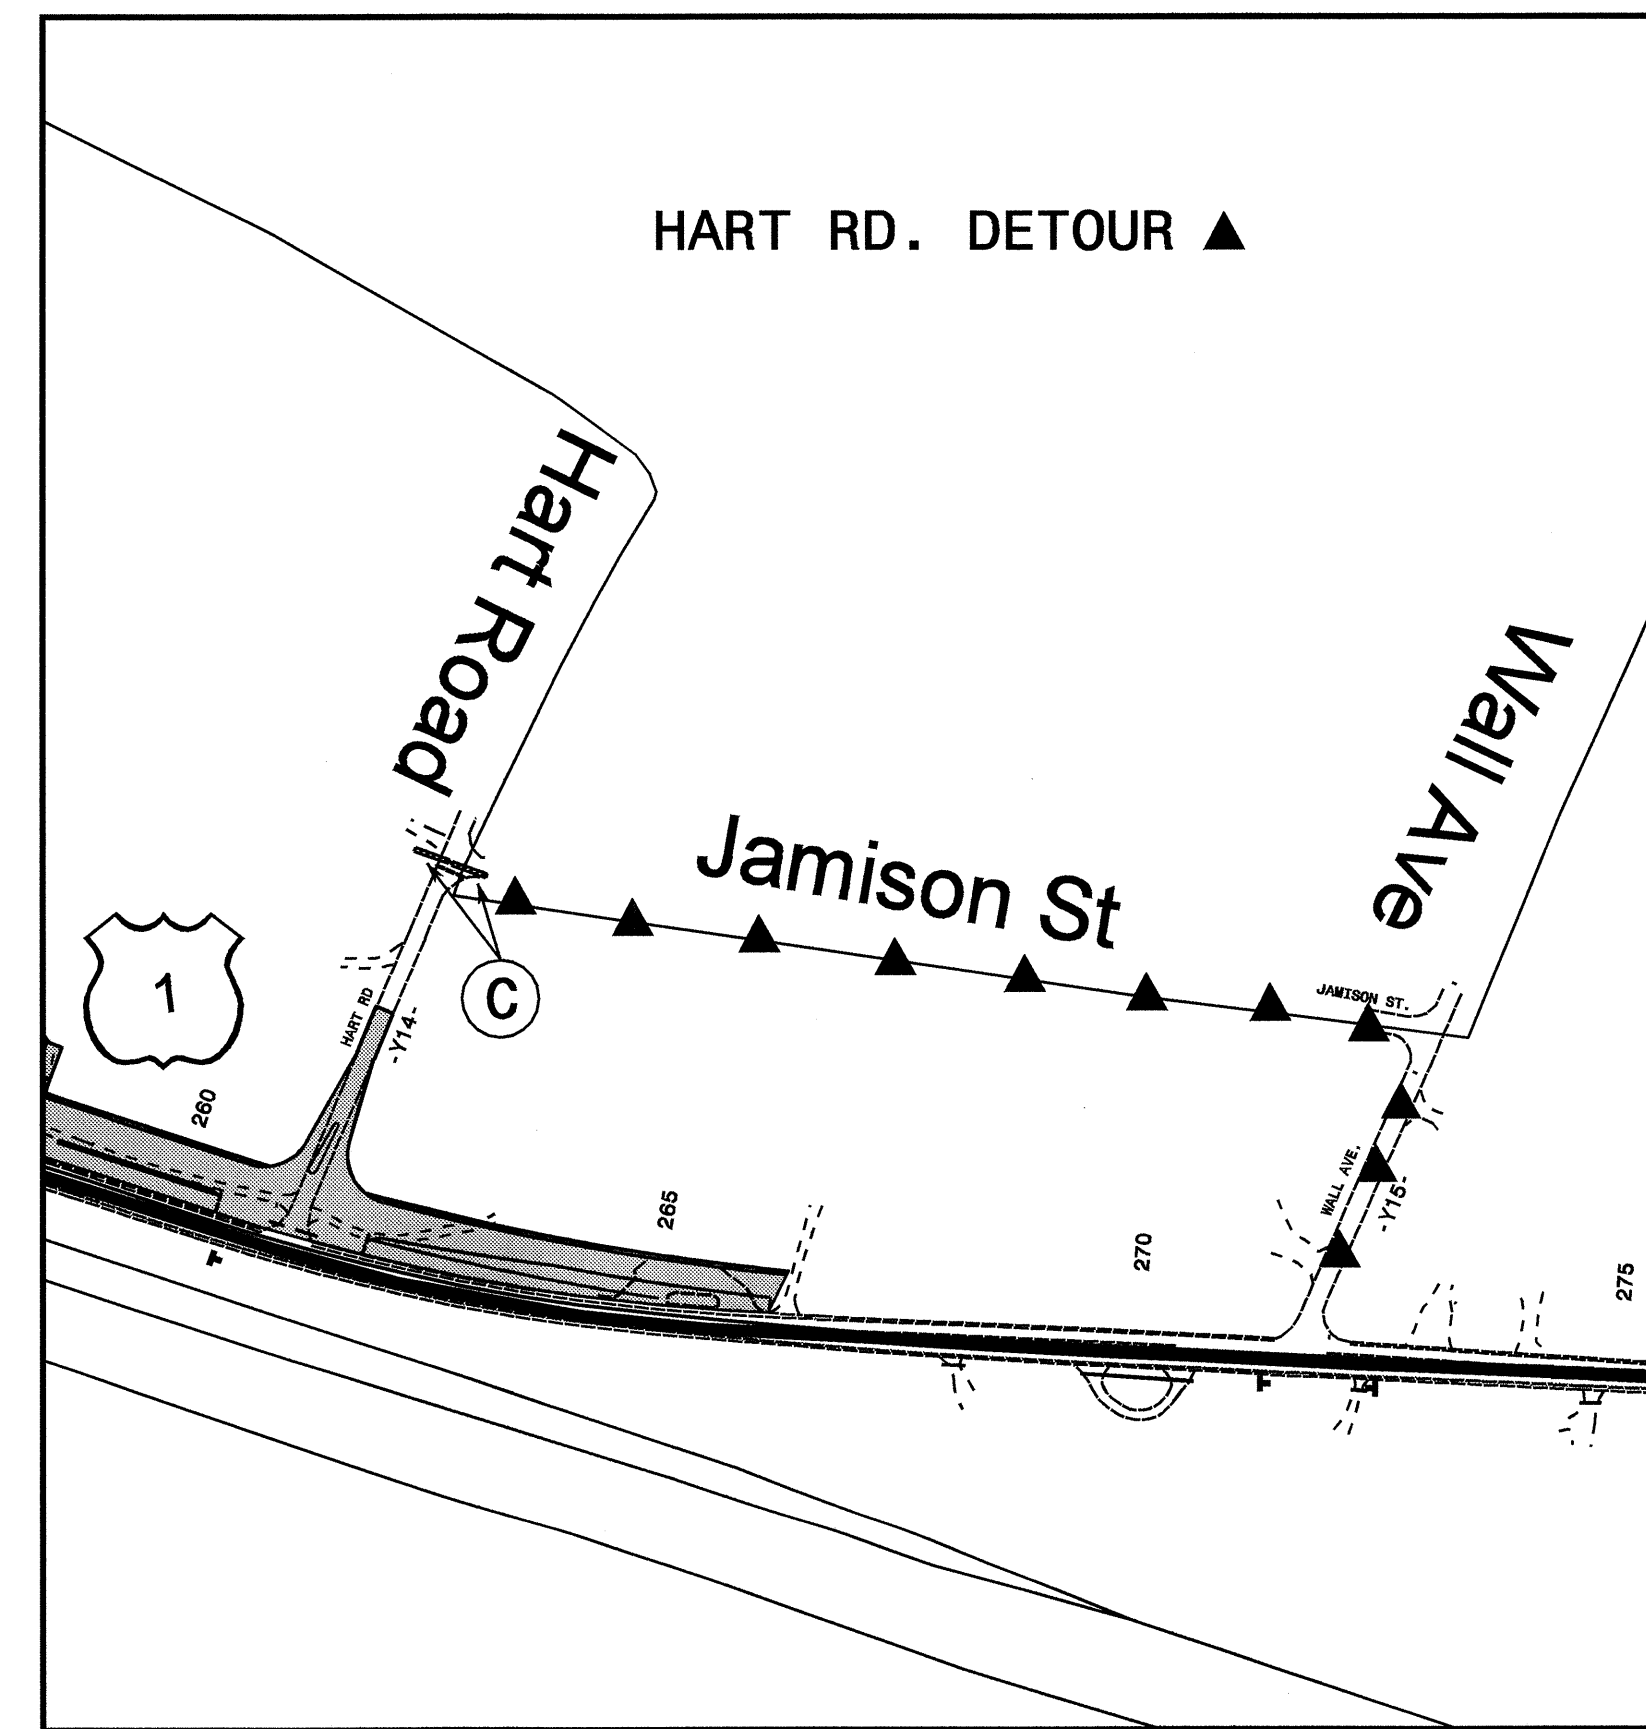 HART RD. DETOUR ▲
Hart Road
Wall Ave
Jamison St
C
1
JAMISON ST.
HART RD
-Y14-
260
WALL AVE.
-Y15-
265
270
275